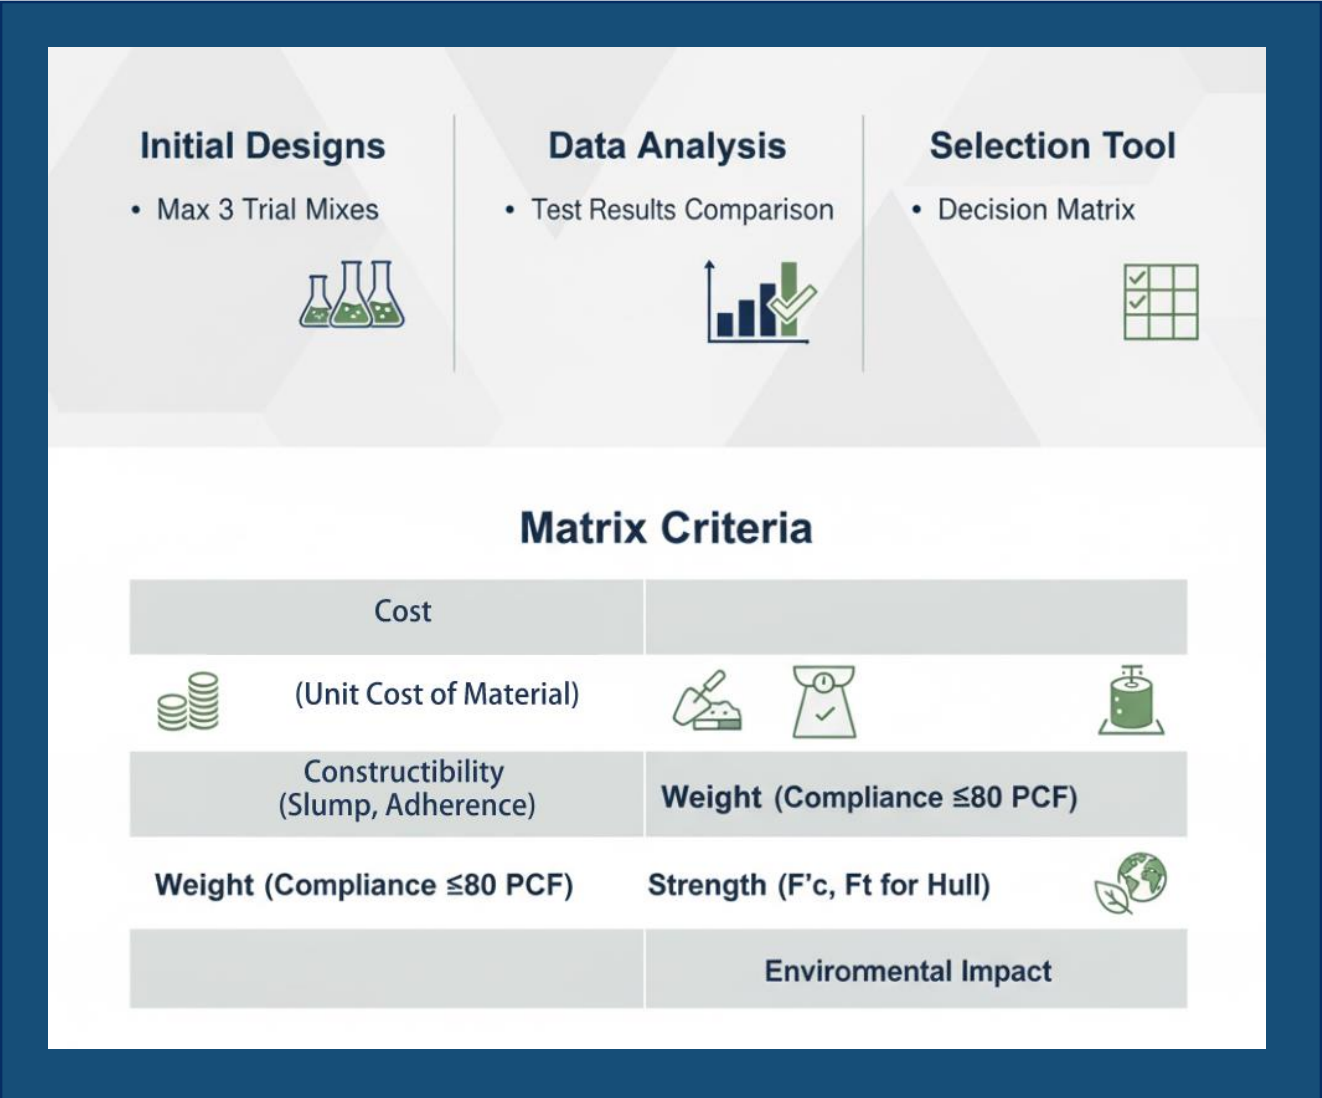 Initial Designs
• Max 3 Trial Mixes
Data Analysis
• Test Results Comparison
Selection Tool
• Decision Matrix
Matrix Criteria
Cost
(Unit Cost of Material)
Constructibility
(Slump, Adherence)
Weight (Compliance ≤80 PCF)
Weight (Compliance ≤80 PCF)
Strength (F'c, Ft for Hull)
Envirormental Impact